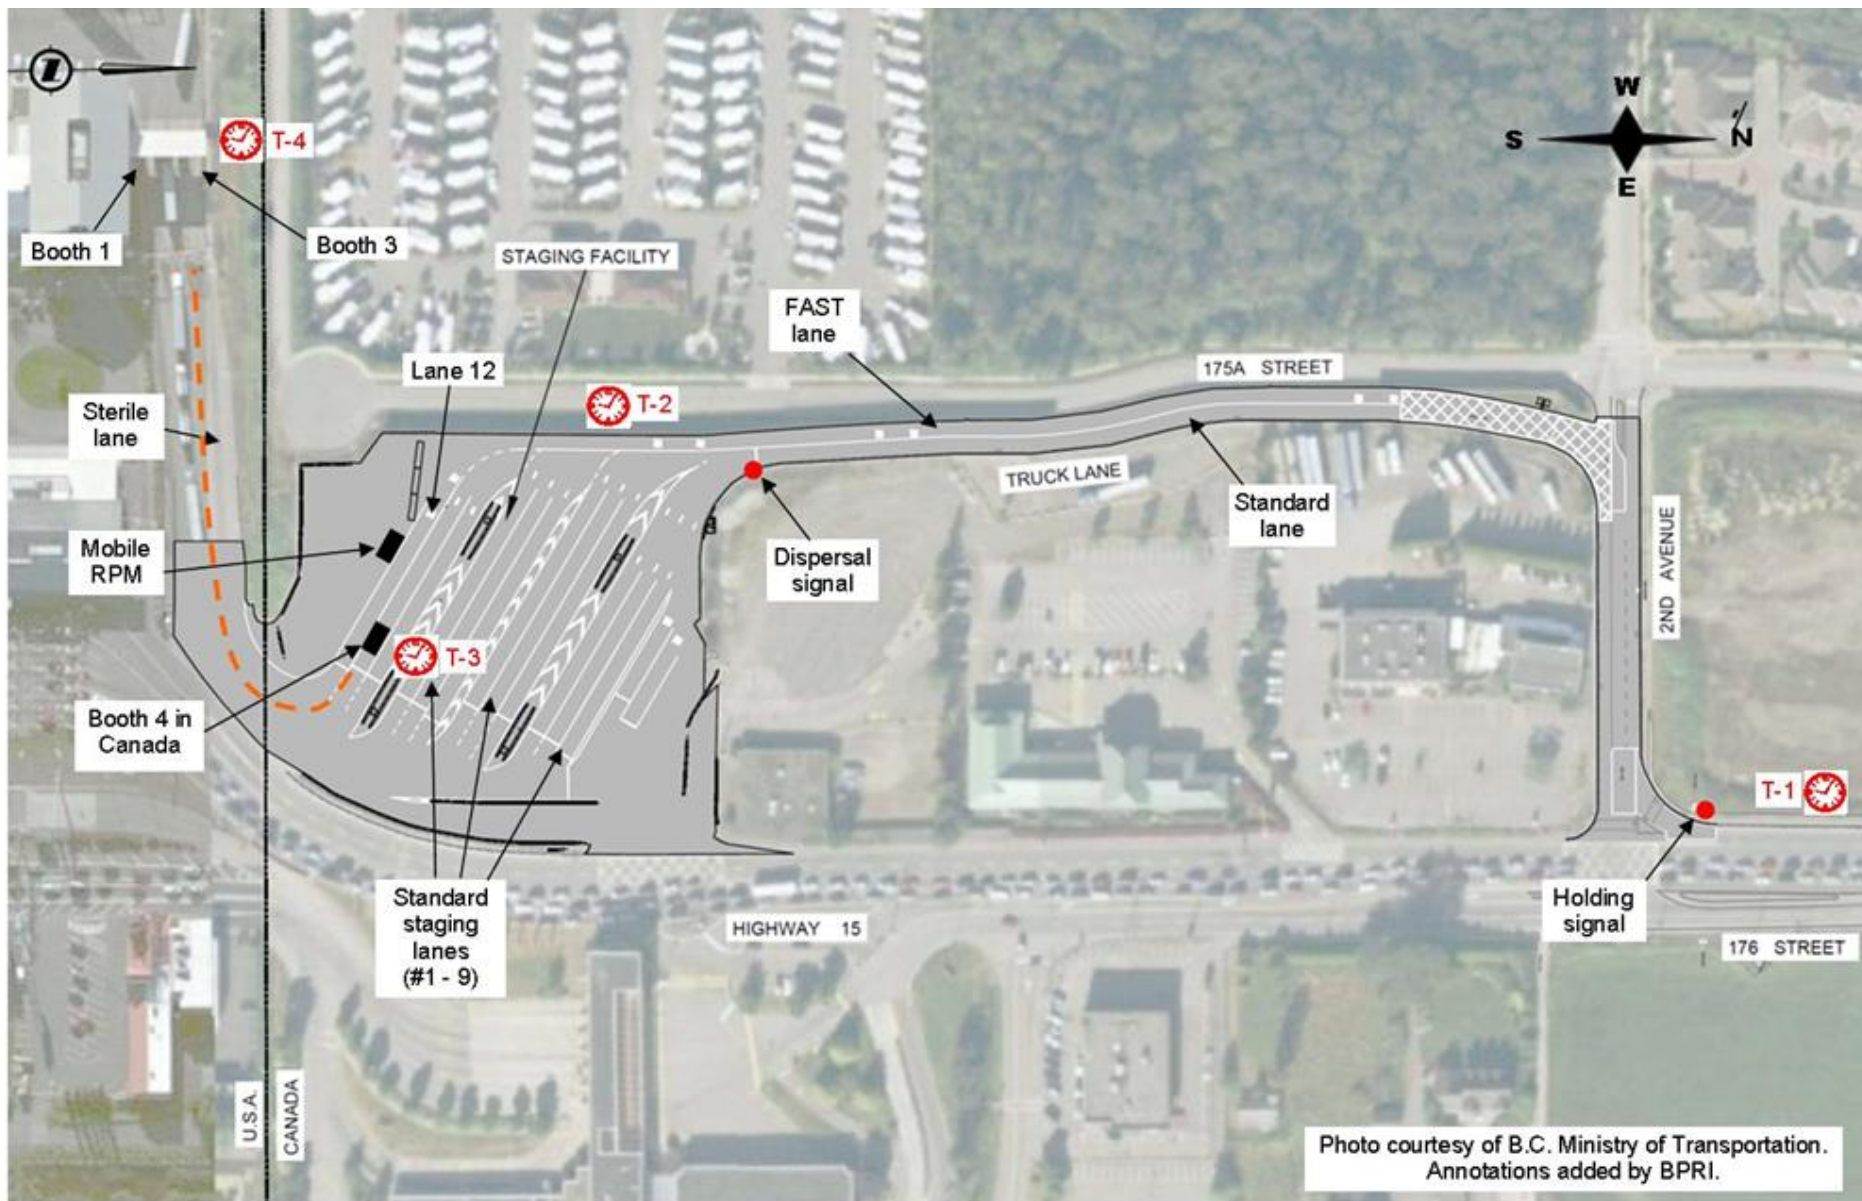 W
S
N
E
T-4
Booth 1
Booth 3
STAGING FACILITY
FAST
lane
Lane 12
175A STREET
T-2
Sterile
lane
TRUCK LANE
Standard
lane
Mobile
RPM
Dispersal
signal
2ND AVENUE
T-3
Booth 4 in
Canada
T-1
Standard
staging
lanes
(#1 - 9)
HIGHWAY 15
Holding
signal
176 STREET
U.S.A.
CANADA
Photo courtesy of B.C. Ministry of Transportation.
Annotations added by BPRI.